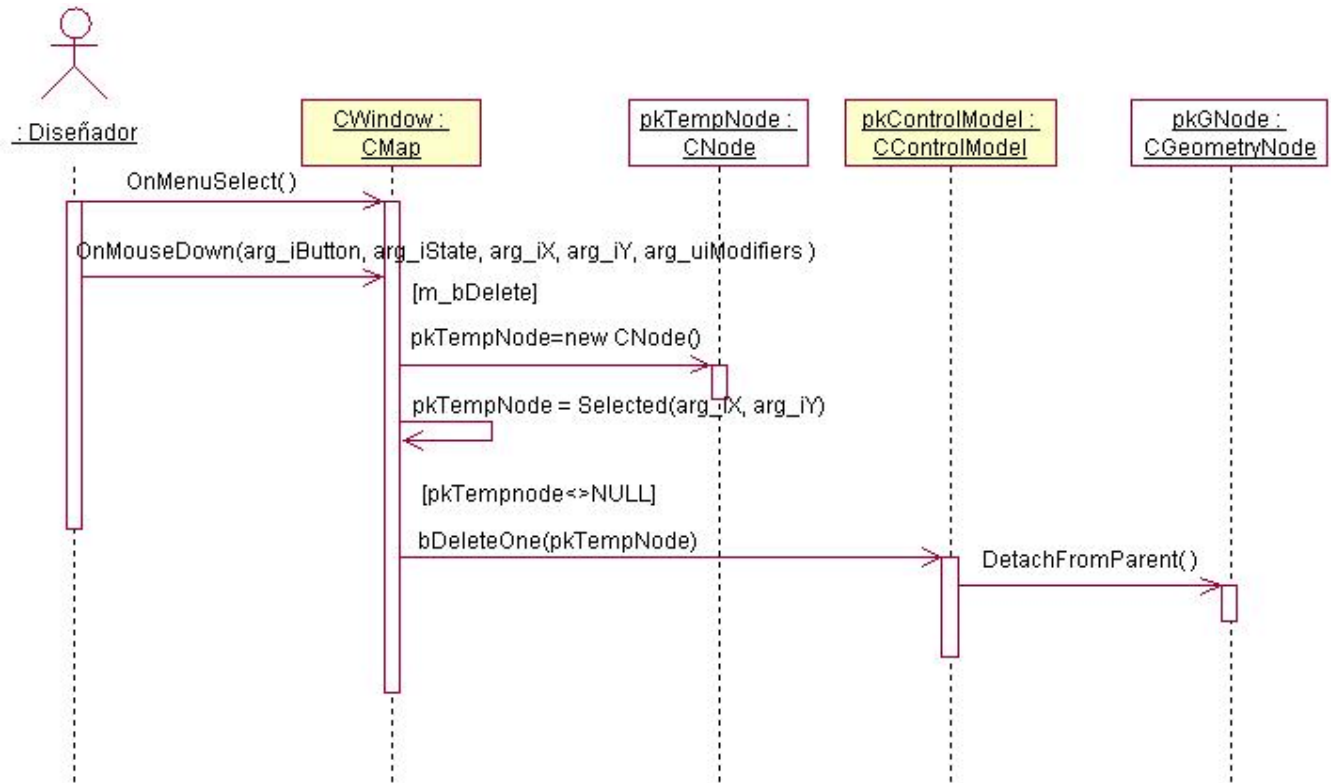 : Diseñador
CWindow :
CMap
pkTempNode :
CNode
pkControlModel :
CControlModel
pkGNode :
CGeometryNode
OnMenuSelect( )
OnMouseDown(arg_iButton, arg_iState, arg_iX, arg_iY, arg_uiModifiers )
[m_bDelete]
pkTempNode=new CNode()
pkTempNode = Selected(arg_iX, arg_iY)
[pkTempnode<>NULL]
bDeleteOne(pkTempNode)
DetachFromParent( )